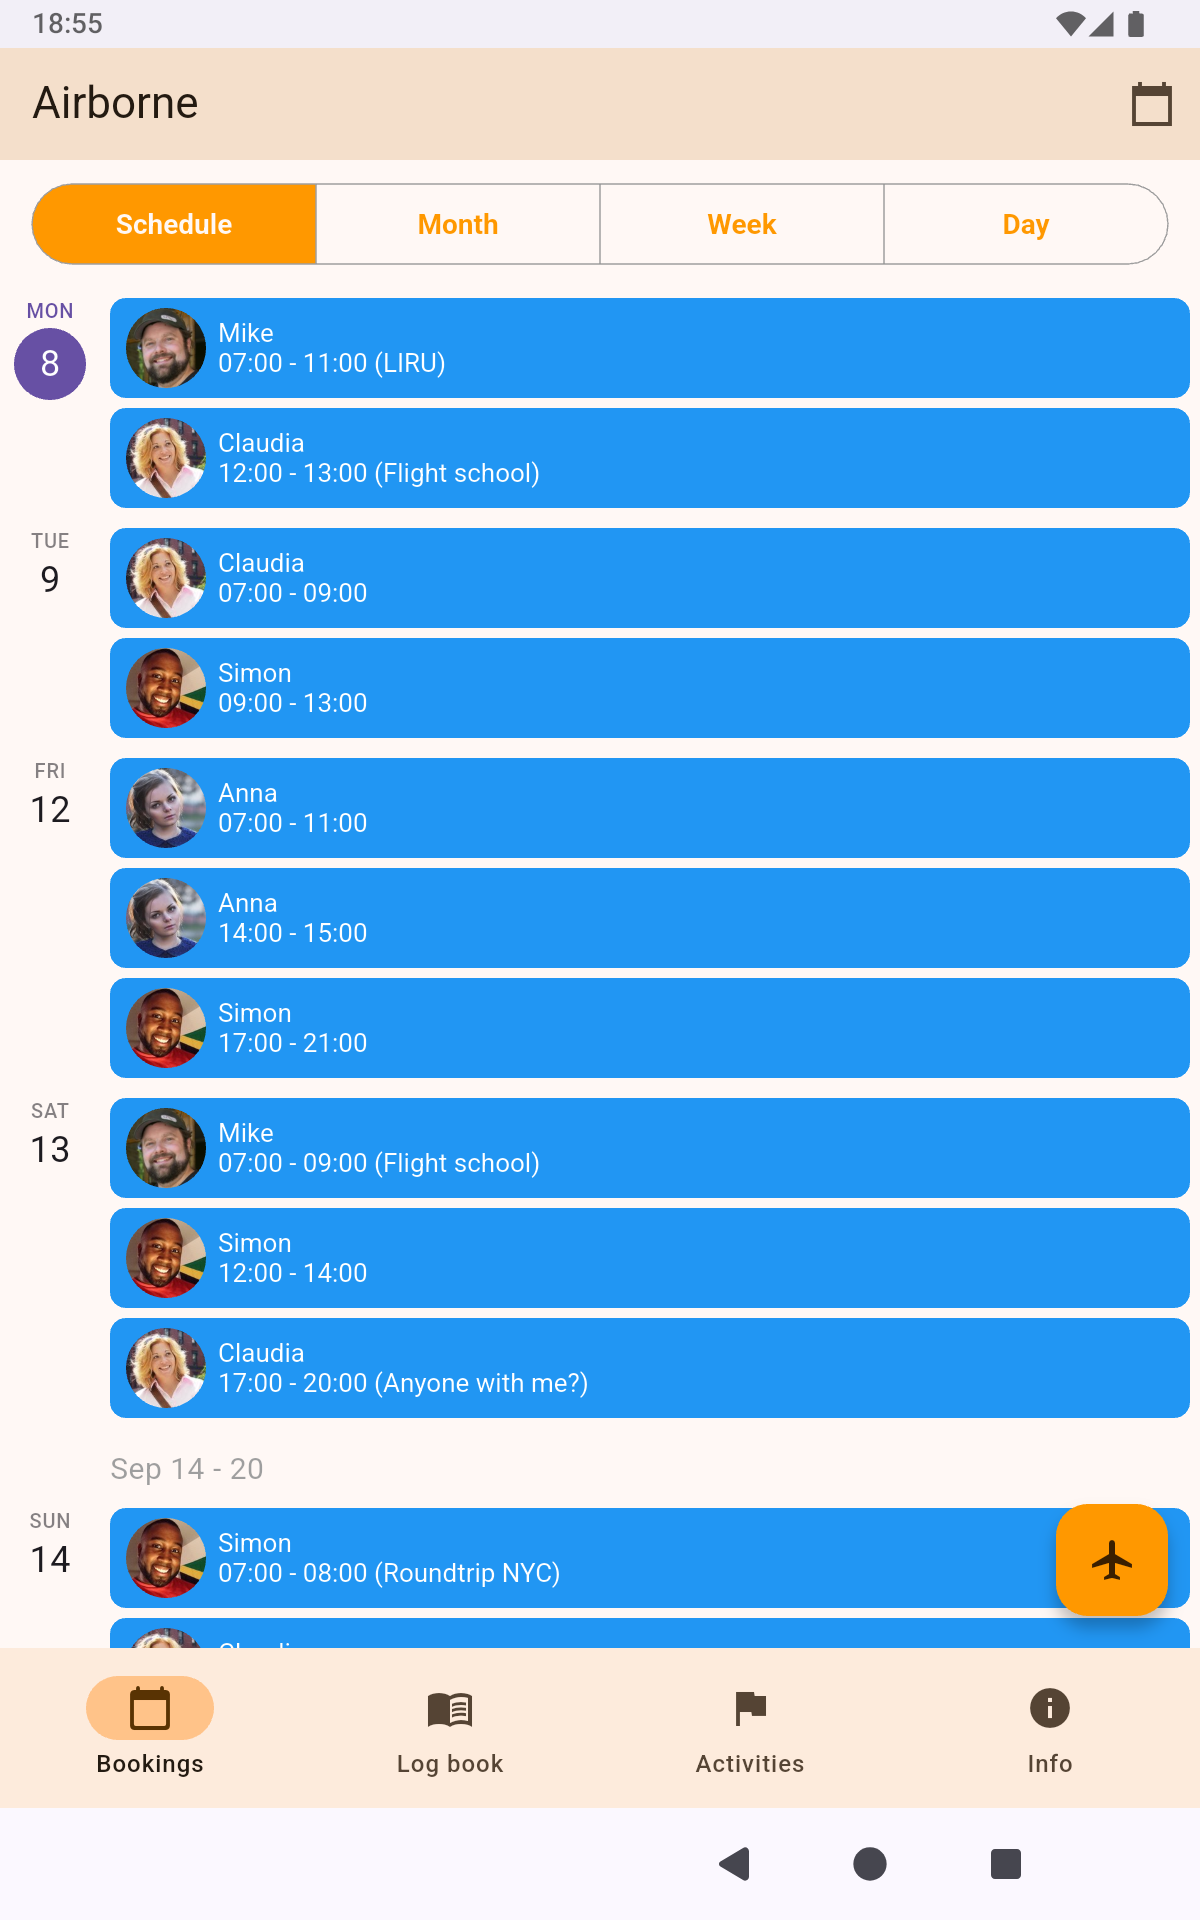 18:55
Airborne
Schedule
Month
Week
Day
MON
8
Mike
07:00 - 11:00 (LIRU)
Claudia
12:00 - 13:00 (Flight school)
TUE
9
Claudia
07:00 - 09:00
Simon
09:00 - 13:00
FRI
12
Anna
07:00 - 11:00
Anna
14:00 - 15:00
Simon
17:00 - 21:00
SAT
13
Mike
07:00 - 09:00 (Flight school)
Simon
12:00 - 14:00
Claudia
17:00 - 20:00 (Anyone with me?)
Sep 14 - 20
SUN
14
Simon
07:00 - 08:00 (Roundtrip NYC)
Bookings
Log book
Activities
Info